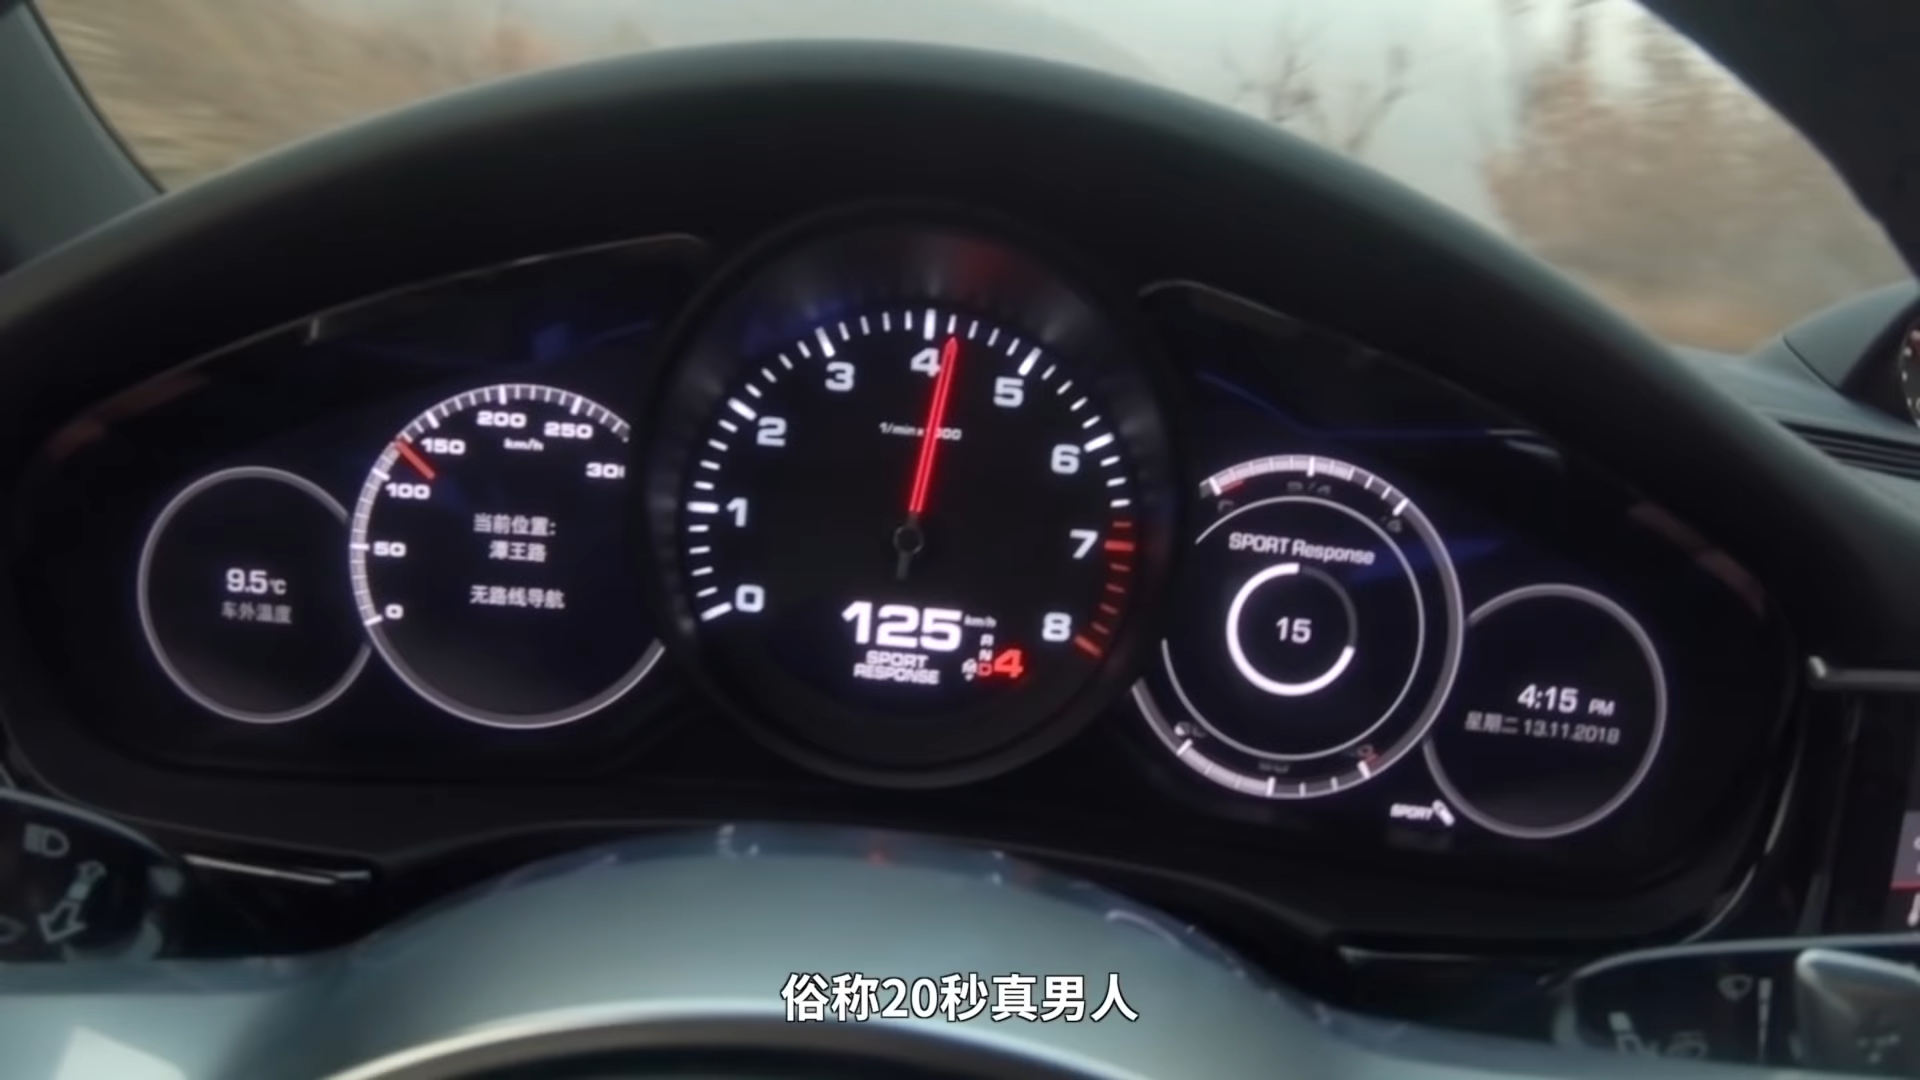 9.5℃
车外温度
0
50
100
150
200
250
km/h
当前位置:
潭王路
无路线导航
0
1
2
3
4
5
6
7
8
125 km/h
SPORT
RESPONSE
R
N
D 4
SPORT Response
15
SPORT
4:15 PM
星期二 13.11.2018
俗称20秒真男人